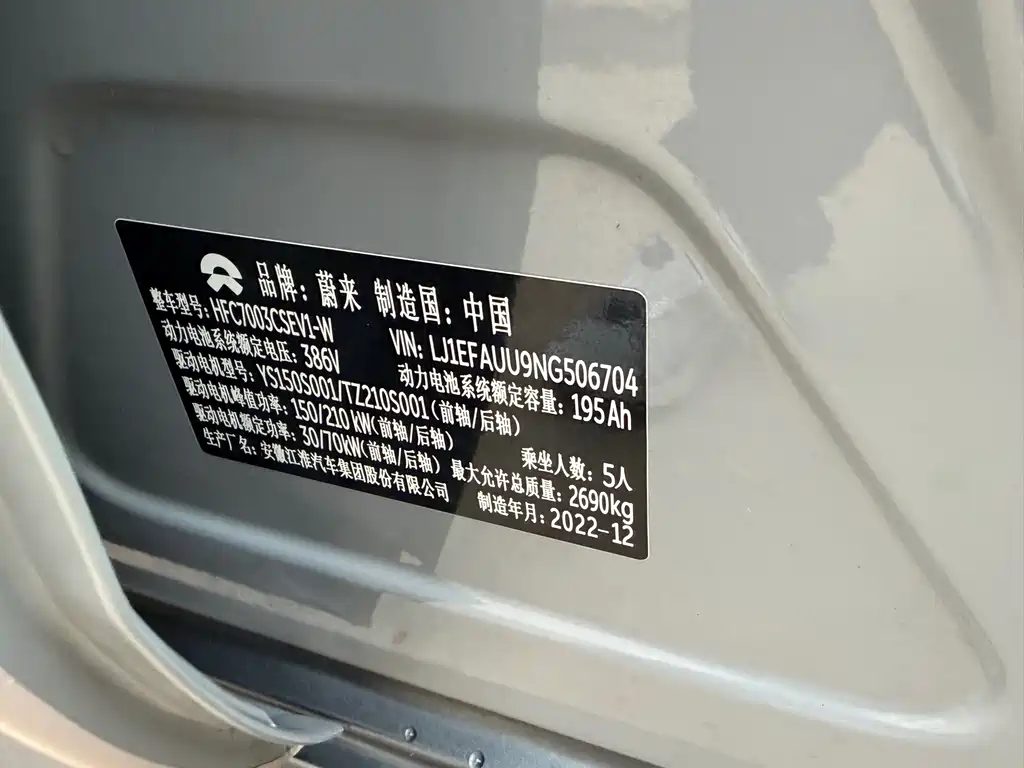 品牌：蔚来 制造国：中国
整车型号：HFC7003CSEV1-W VIN：LJ1EFAUU9NG506704
动力电池系统额定电压：386V 动力电池系统额定容量：195Ah
驱动电机型号：YS150S001/TZ210S001（前轴/后轴）
驱动电机峰值功率：150/210kW(前轴/后轴) 乘坐人数：5人
驱动电机额定功率：30/70kW(前轴/后轴) 最大允许总质量：2690kg
生产厂名：安徽江淮汽车集团股份有限公司 制造年月：2022-12